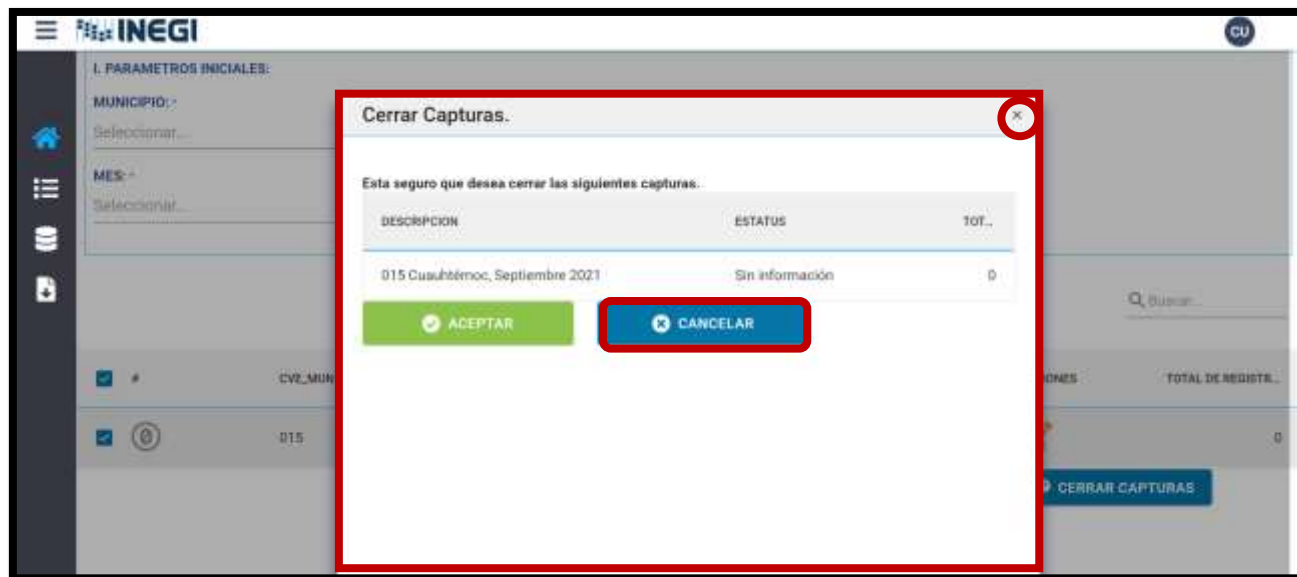 INEGI
CU
I. PARAMETROS INICIALES:
MUNICIPIO: *
Seleccionar...
MES: *
Seleccionar...
Cerrar Capturas.
×
Esta seguro que desea cerrar las siguientes capturas.
DESCRIPCION ESTATUS TOT...
015 Cuauhtémoc, Septiembre 2021 Sin información 0
ACEPTAR CANCELAR
Buscar...
# CVE_MUN IONES TOTAL DE REGISTR...
0 015 0
CERRAR CAPTURAS